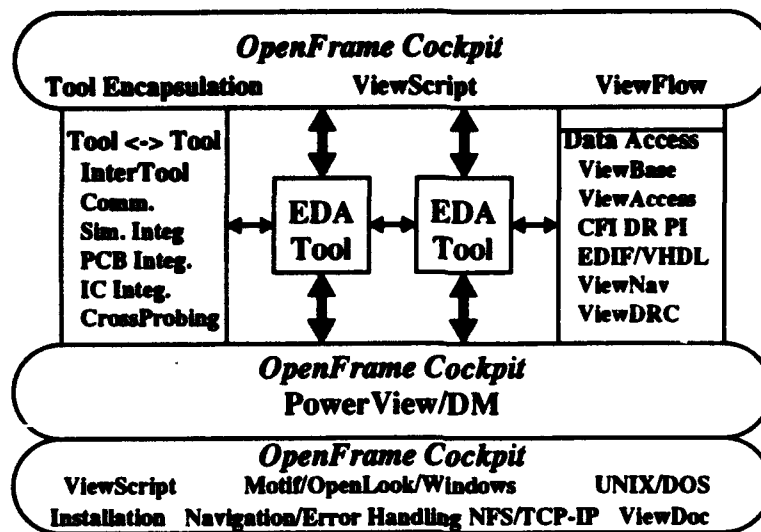 OpenFrame Cockpit
Tool Encapsulation ViewScript ViewFlow
Tool <-> Tool
InterTool
Comm.
Sim. Integ
PCB Integ.
IC Integ.
CrossProbing
EDA
Tool
EDA
Tool
Data Access
ViewBase
ViewAccess
CFI DR PI
EDIF/VHDL
ViewNav
ViewDRC
OpenFrame Cockpit
PowerView/DM
OpenFrame Cockpit
ViewScript Motif/OpenLook/Windows UNIX/DOS
Installation Navigation/Error Handling NFS/TCP-IP ViewDoc